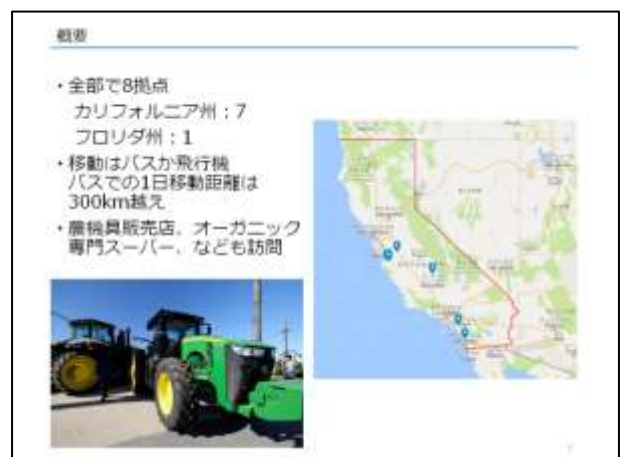 概要
・全部で8拠点
カリフォルニア州：7
フロリダ州：1
・移動はバスか飛行機
バスでの1日移動距離は
300km越え
・農機具販売店、オーガニック
専門スーパー、なども訪問